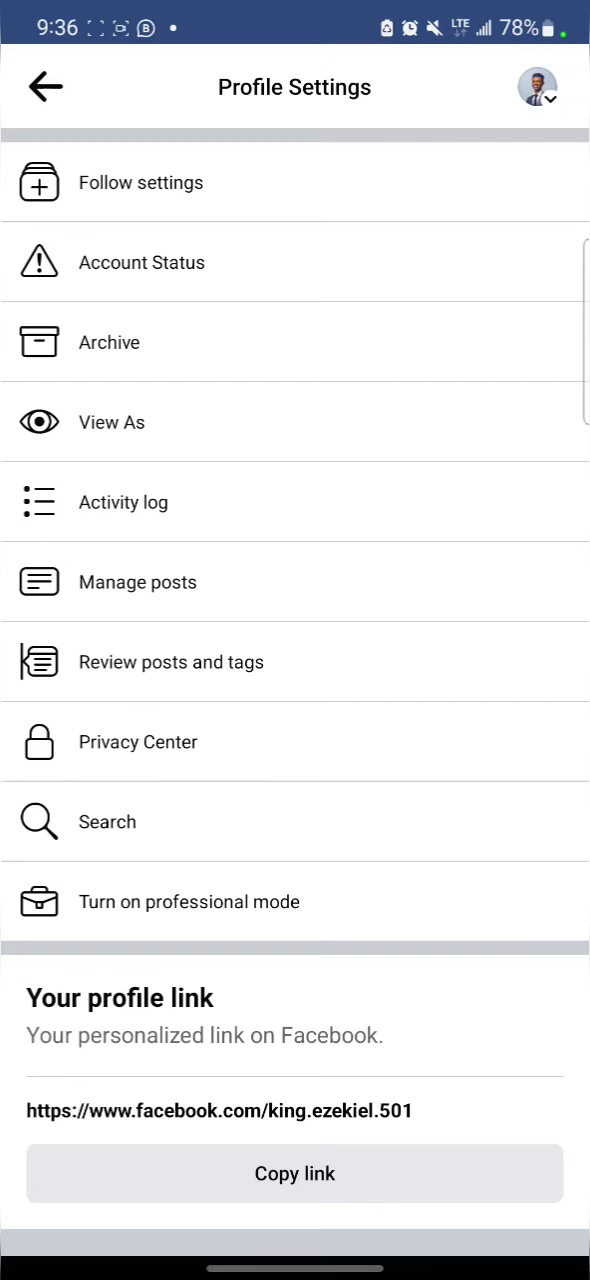 9:36 B LTE 78%
Profile Settings
Follow settings
Account Status
Archive
View As
Activity log
Manage posts
Review posts and tags
Privacy Center
Search
Turn on professional mode
Your profile link
Your personalized link on Facebook.
https://www.facebook.com/king.ezekiel.501
Copy link